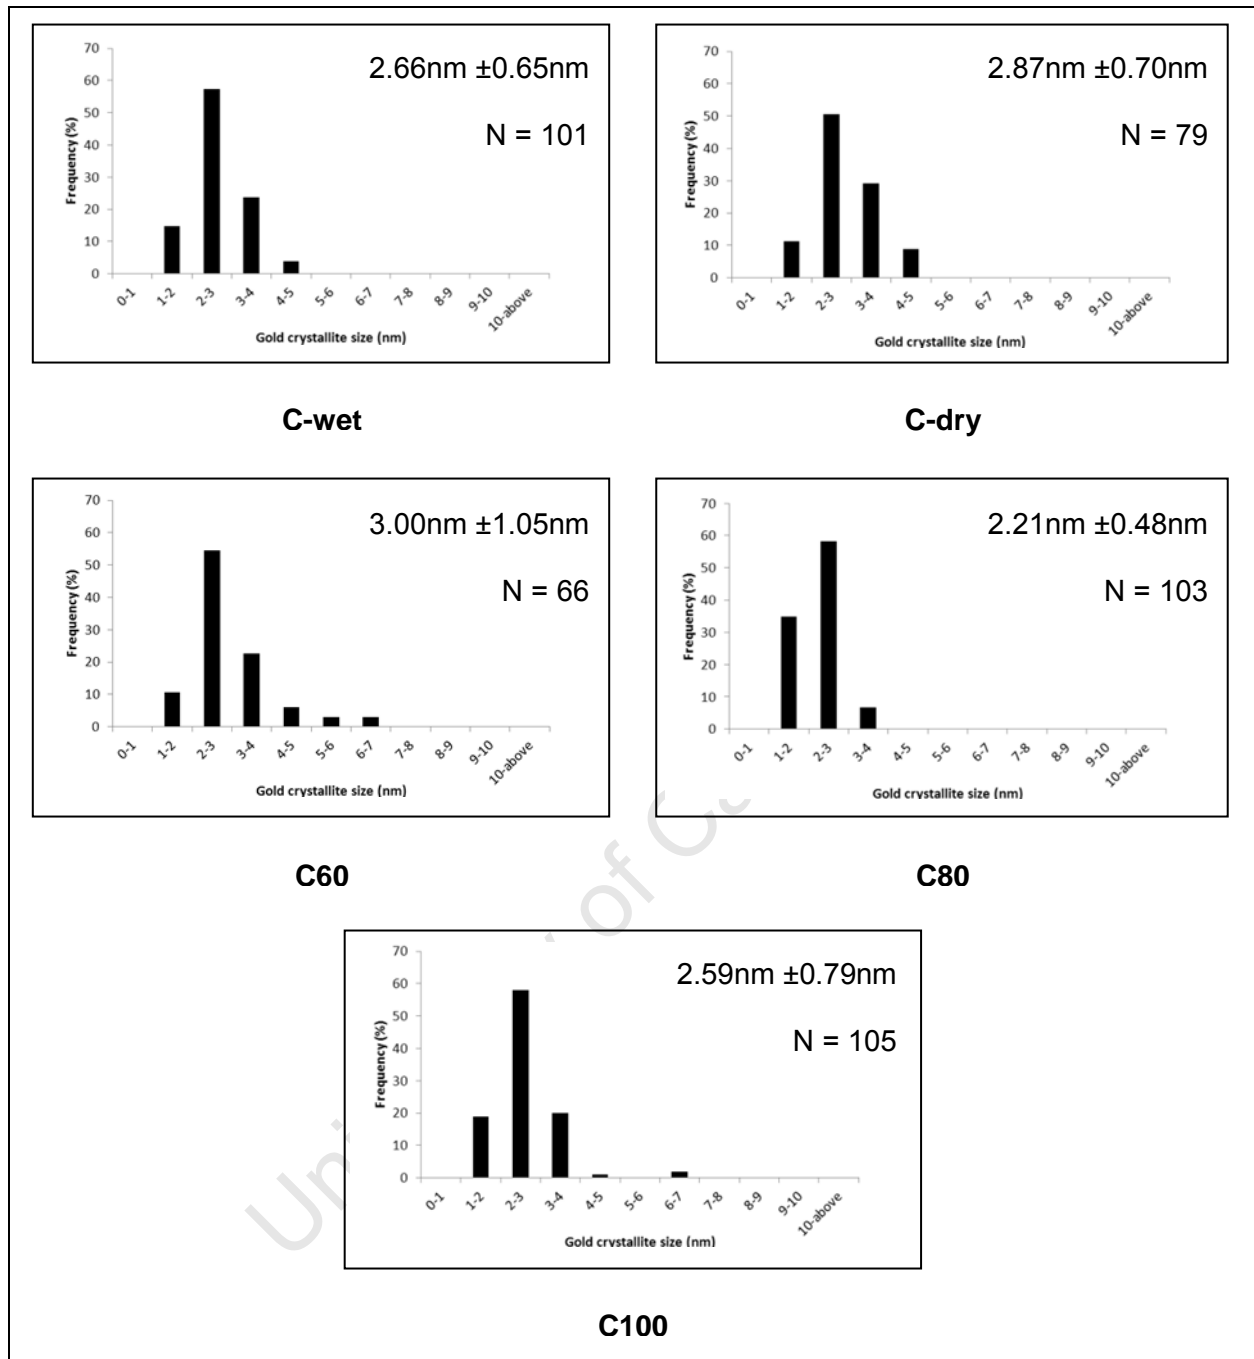 70
60
50
40
30
20
10
0
Frequency (%)
2.66nm ±0.65nm
N = 101
0-1 1-2 2-3 3-4 4-5 5-6 6-7 7-8 8-9 9-10 10-above
Gold crystallite size (nm)
C-wet
70
60
50
40
30
20
10
0
Frequency (%)
2.87nm ±0.70nm
N = 79
0-1 1-2 2-3 3-4 4-5 5-6 6-7 7-8 8-9 9-10 10-above
Gold crystallite size (nm)
C-dry
70
60
50
40
30
20
10
0
Frequency (%)
3.00nm ±1.05nm
N = 66
0-1 1-2 2-3 3-4 4-5 5-6 6-7 7-8 8-9 9-10 10-above
Gold crystallite size (nm)
C60
70
60
50
40
30
20
10
0
Frequency (%)
2.21nm ±0.48nm
N = 103
0-1 1-2 2-3 3-4 4-5 5-6 6-7 7-8 8-9 9-10 10-above
Gold crystallite size (nm)
C80
70
60
50
40
30
20
10
0
Frequency (%)
2.59nm ±0.79nm
N = 105
0-1 1-2 2-3 3-4 4-5 5-6 6-7 7-8 8-9 9-10 10-above
Gold crystallite size (nm)
C100
of